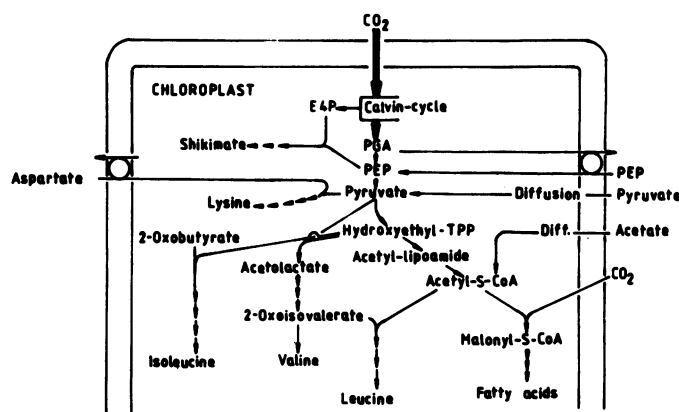 CO2
CHLOROPLAST
E4P Calvin-cycle
Shikimate PGA
PEP PEP
Aspartate Pyruvate Diffusion Pyruvate
Lysine
2-Oxobutyrate Hydroxyethyl-TPP Diff. Acetate
Acetolactate Acetyl-lipoamide
Acetyl-S-CoA CO2
2-Oxoisovalerate
Malonyl-S-CoA
Isoleucine Valine
Leucine Fatty acids